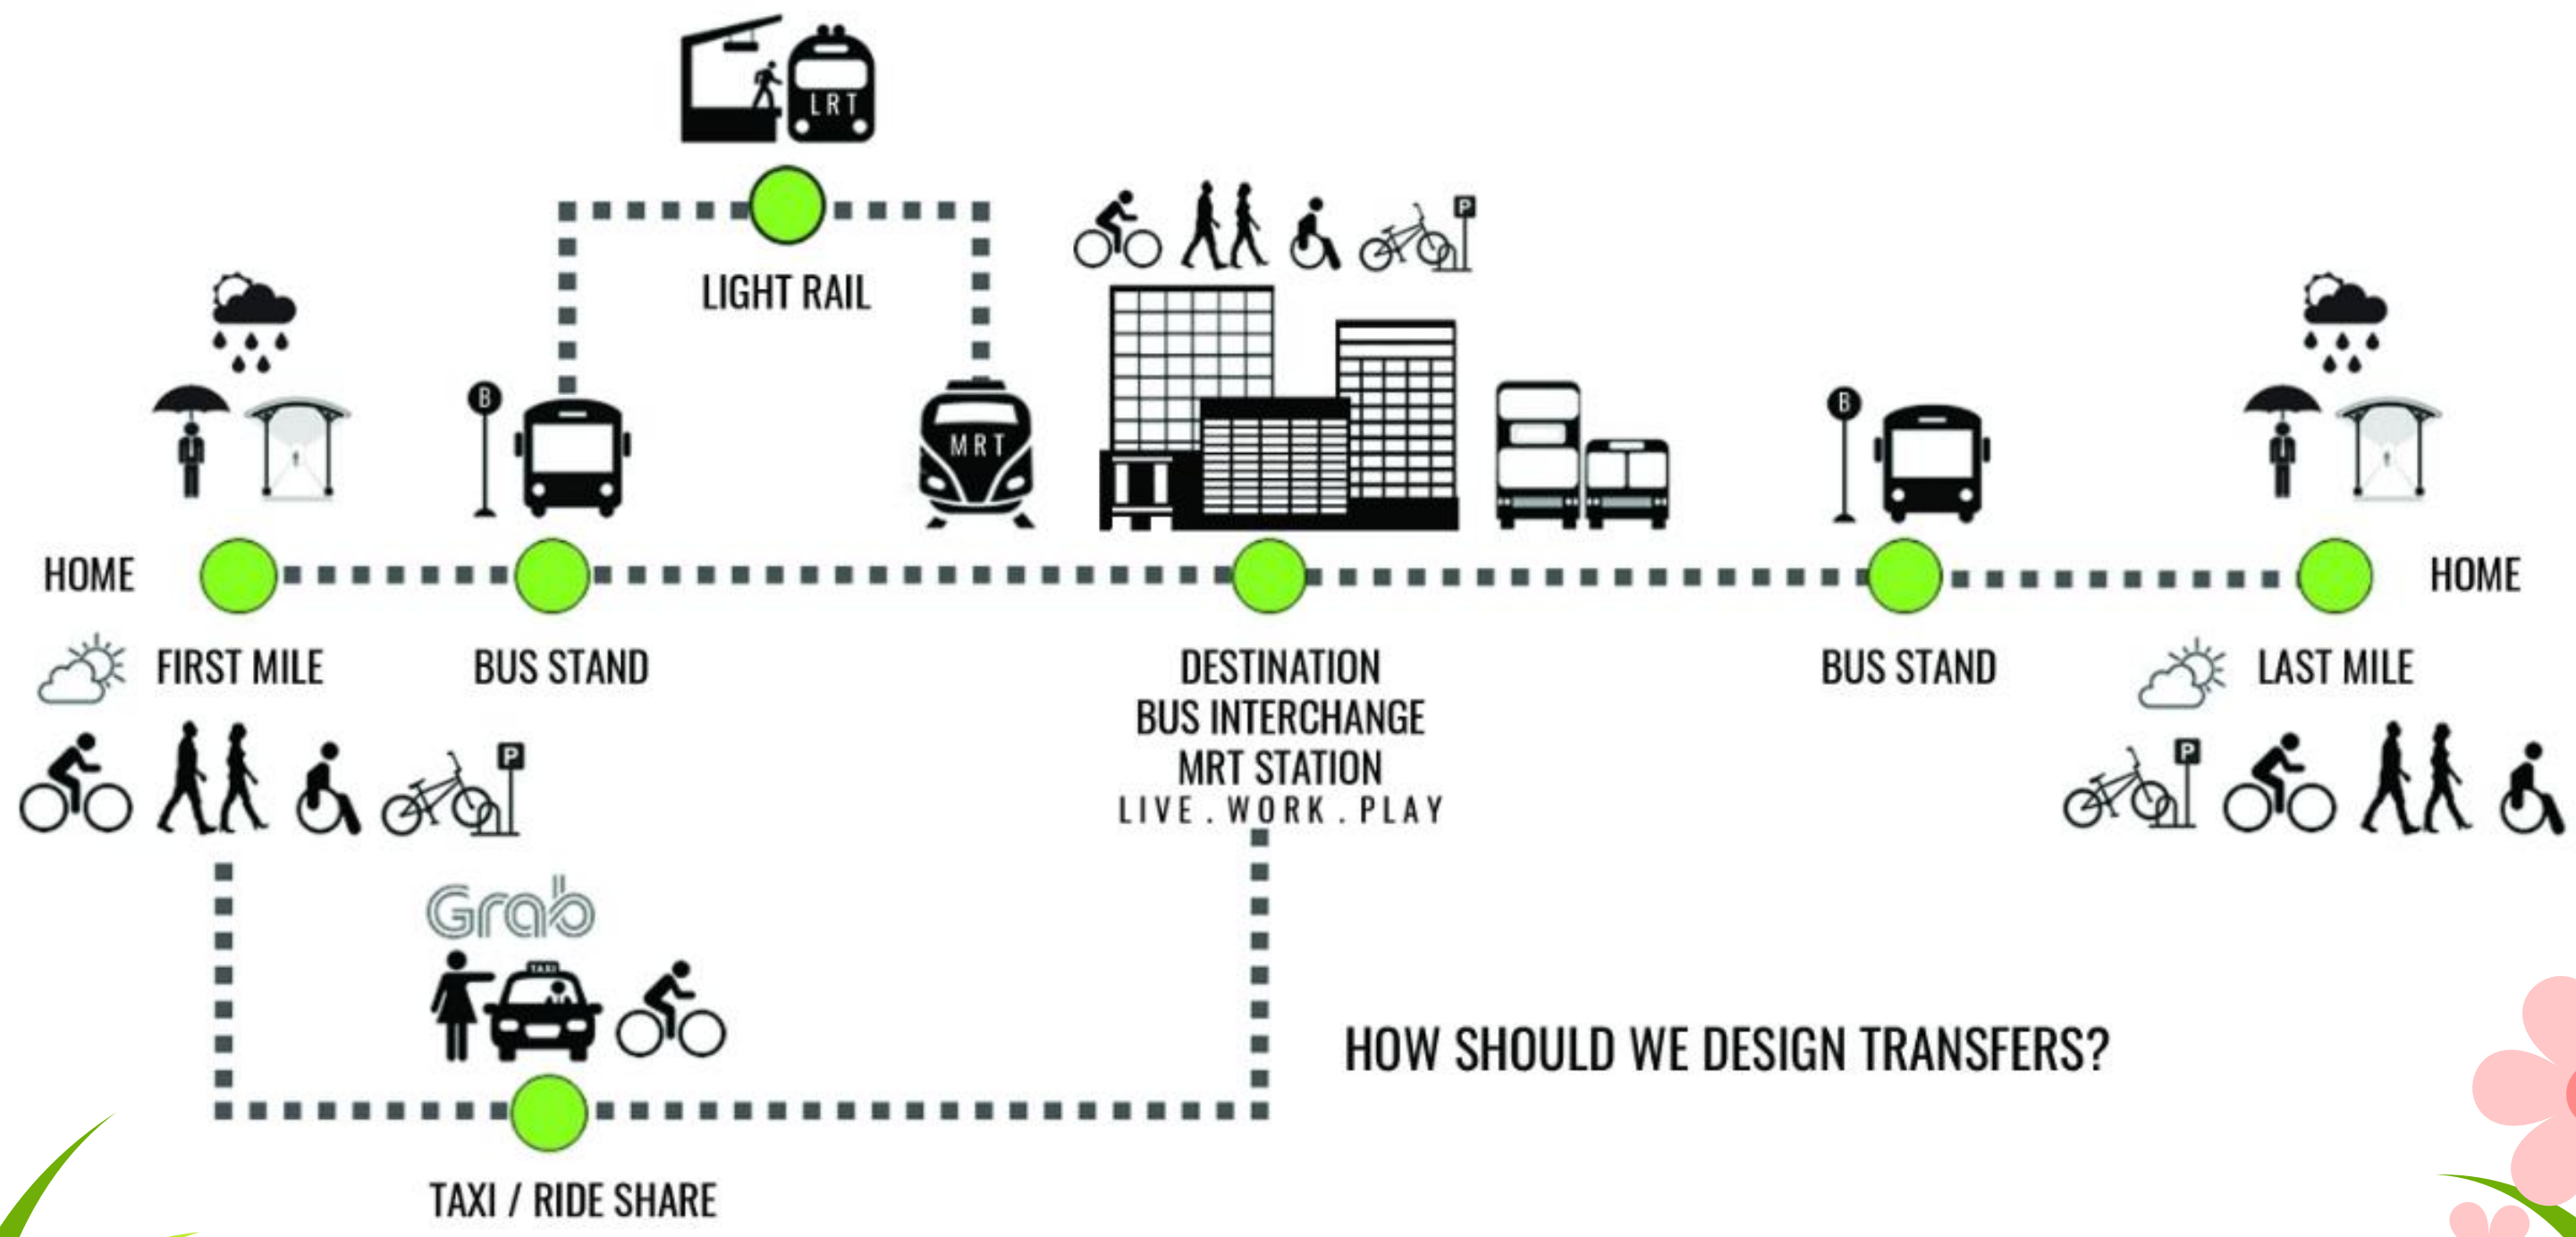 LRT
LIGHT RAIL
P
B
MRT
B
HOME
HOME
FIRST MILE
BUS STAND
DESTINATION
BUS INTERCHANGE
MRT STATION
LIVE . WORK . PLAY
BUS STAND
LAST MILE
P
P
Grab
TAXI
HOW SHOULD WE DESIGN TRANSFERS?
TAXI / RIDE SHARE